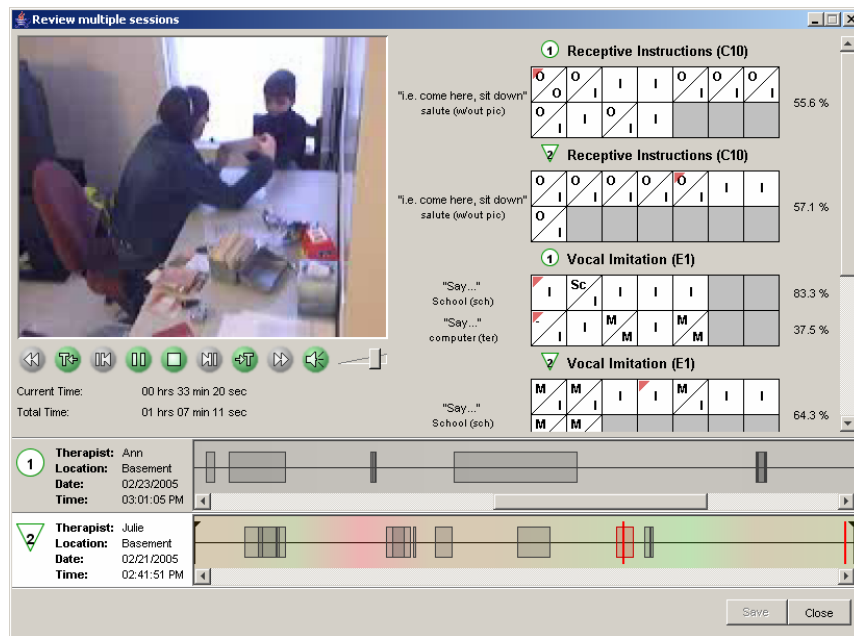 Review multiple sessions
1 Receptive Instructions (C10)
"i.e. come here, sit down"
salute (w/out pic)
O O O I I I O I O I O I
O I I O I I
55.6 %
2 Receptive Instructions (C10)
"i.e. come here, sit down"
salute (w/out pic)
O I O I O I O I O I I I
O I
57.1 %
1 Vocal Imitation (E1)
"Say..."
School (sch)
I Sc I I I I
83.3 %
"Say..."
computer (ter)
- I I M M I M M
37.5 %
2 Vocal Imitation (E1)
"Say..."
School (sch)
M I M I I I M I I I
M M
64.3 %
T T
Current Time: 00 hrs 33 min 20 sec
Total Time: 01 hrs 07 min 11 sec
1
Therapist: Ann
Location: Basement
Date: 02/23/2005
Time: 03:01:05 PM
2
Therapist: Julie
Location: Basement
Date: 02/21/2005
Time: 02:41:51 PM
Save Close